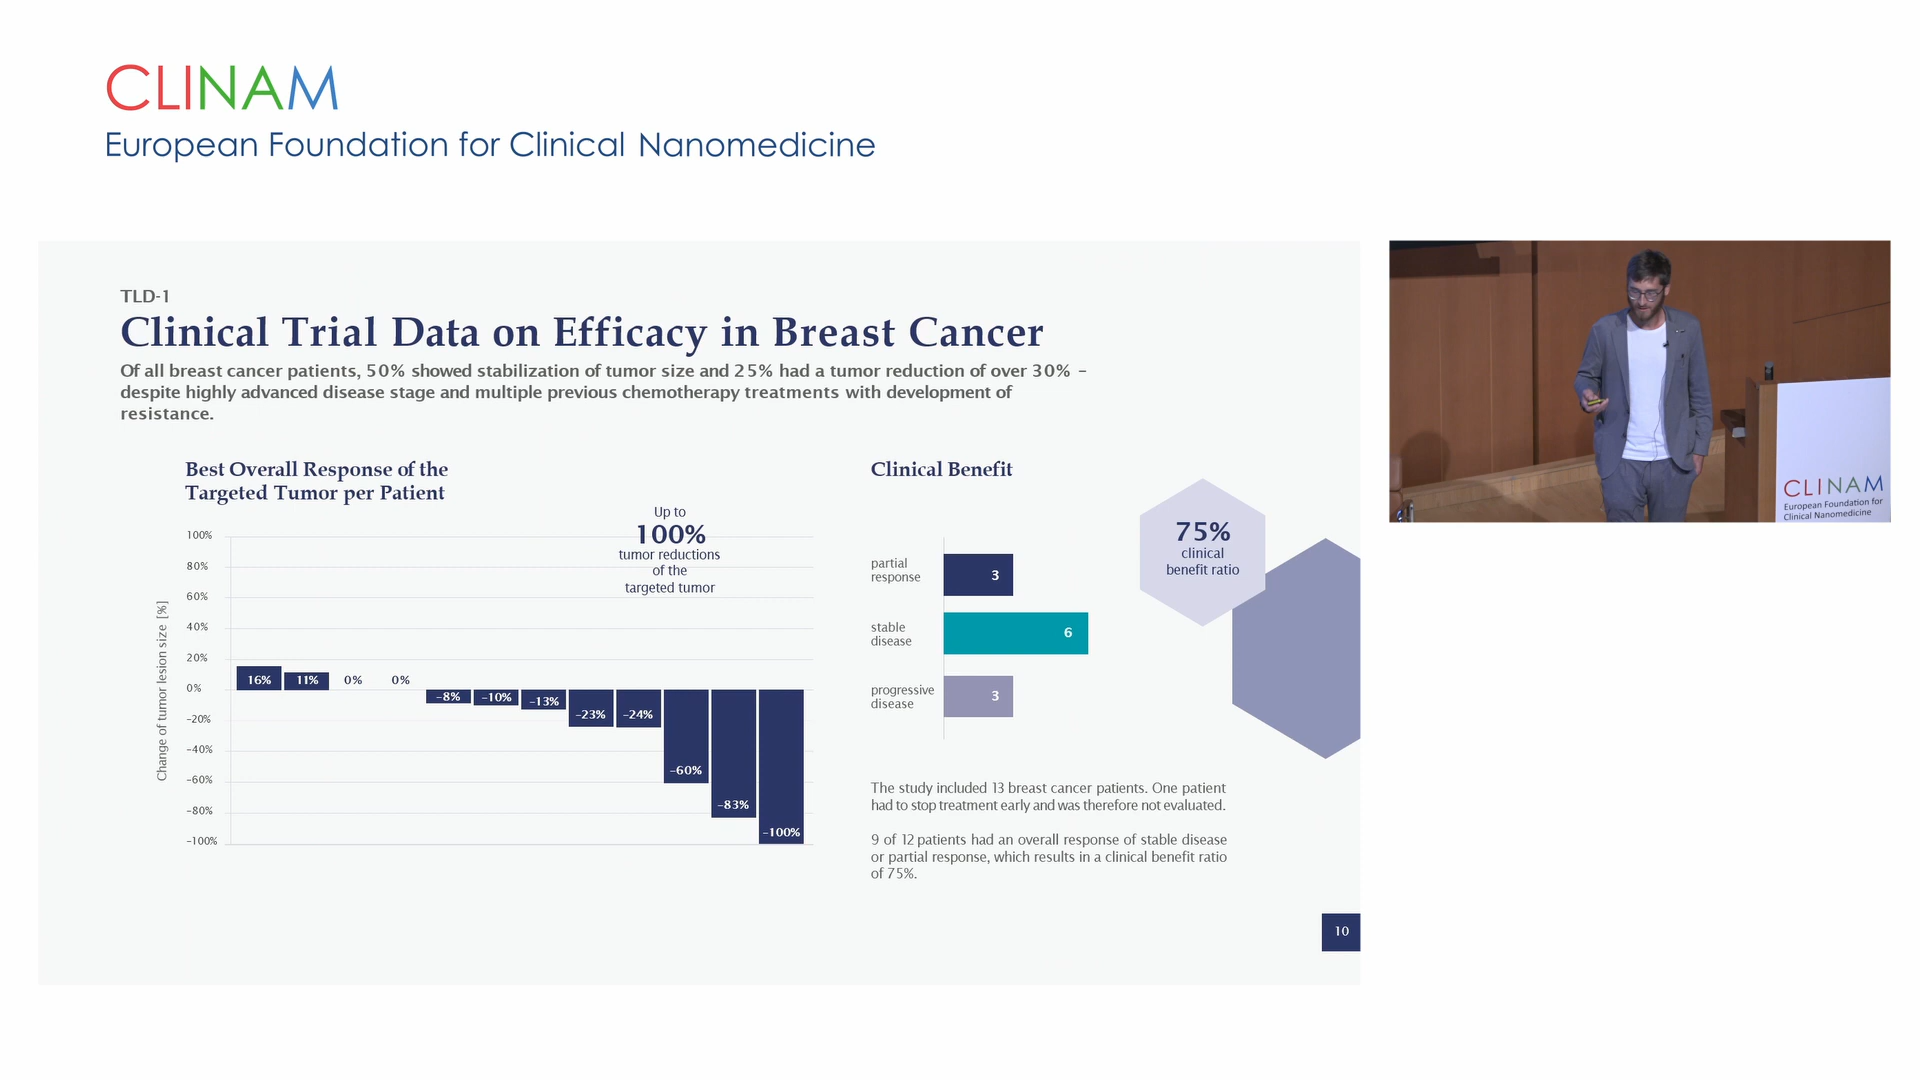 CLINAM
European Foundation for Clinical Nanomedicine
TLD-1
Clinical Trial Data on Efficacy in Breast Cancer
Of all breast cancer patients, 50% showed stabilization of tumor size and 25% had a tumor reduction of over 30% –
despite highly advanced disease stage and multiple previous chemotherapy treatments with development of
resistance.
Best Overall Response of the
Targeted Tumor per Patient
Up to
100%
tumor reductions
of the
targeted tumor
Change of tumor lesion size [%]
100%
80%
60%
40%
20%
0%
-20%
-40%
-60%
-80%
-100%
16%
11%
0%
0%
-8%
-10%
-13%
-23%
-24%
-60%
-83%
-100%
Clinical Benefit
partial
response
3
stable
disease
6
progressive
disease
3
75%
clinical
benefit ratio
The study included 13 breast cancer patients. One patient
had to stop treatment early and was therefore not evaluated.
9 of 12 patients had an overall response of stable disease
or partial response, which results in a clinical benefit ratio
of 75%.
10
CLINAM
European Foundation for
Clinical Nanomedicine